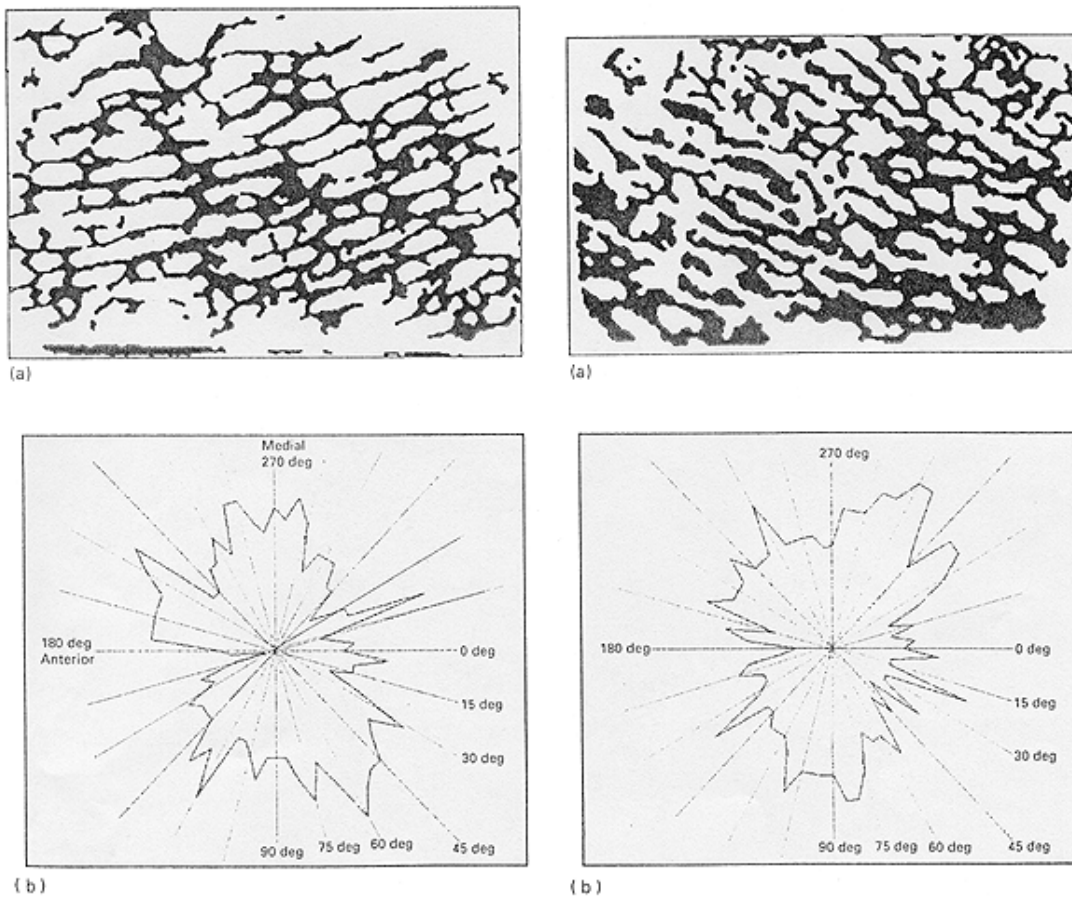 (a)
(a)
Medial
270 deg
180 deg
Anterior
0 deg
15 deg
30 deg
45 deg
60 deg
75 deg
90 deg
(b)
270 deg
180 deg
0 deg
15 deg
30 deg
45 deg
60 deg
75 deg
90 deg
(b)